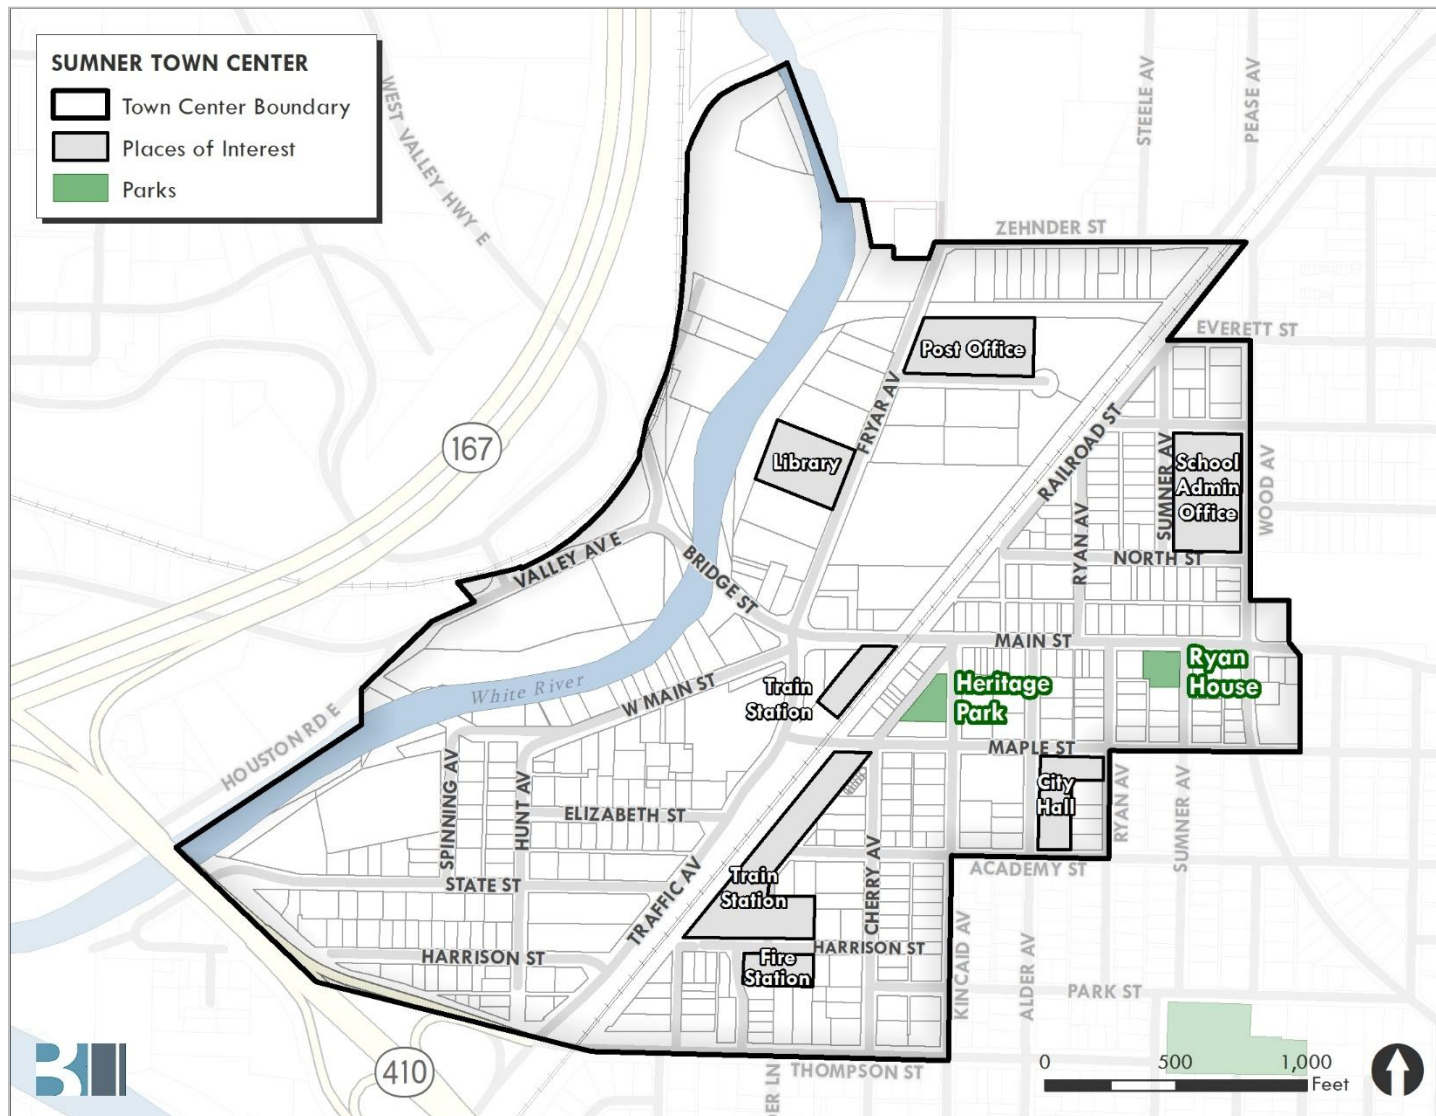 SUMNER TOWN CENTER
Town Center Boundary
Places of Interest
Parks
WEST VALLEY HWY E
STEELE AV
PEASE AV
ZEHNDER ST
EVERETT ST
Post Office
FRYAR AV
RAILROAD ST
167
Library
SUMNER AV
School
Admin
Office
WOOD AV
RYAN AV
NORTH ST
VALLEY AV E
BRIDGE ST
MAIN ST
Ryan
House
White River
W MAIN ST
Train
Station
Heritage
Park
HOUSTON RD E
MAPLE ST
City
Hall
SPINNING AV
HUNT AV
ELIZABETH ST
RYAN AV
SUMNER AV
CHERRY AV
ACADEMY ST
STATE ST
TRAFFIC AV
Train
Station
HARRISON ST
HARRISON ST
Fire
Station
KINCAID AV
ALDER AV
PARK ST
410
DER LN
THOMPSON ST
0 500 1,000
Feet